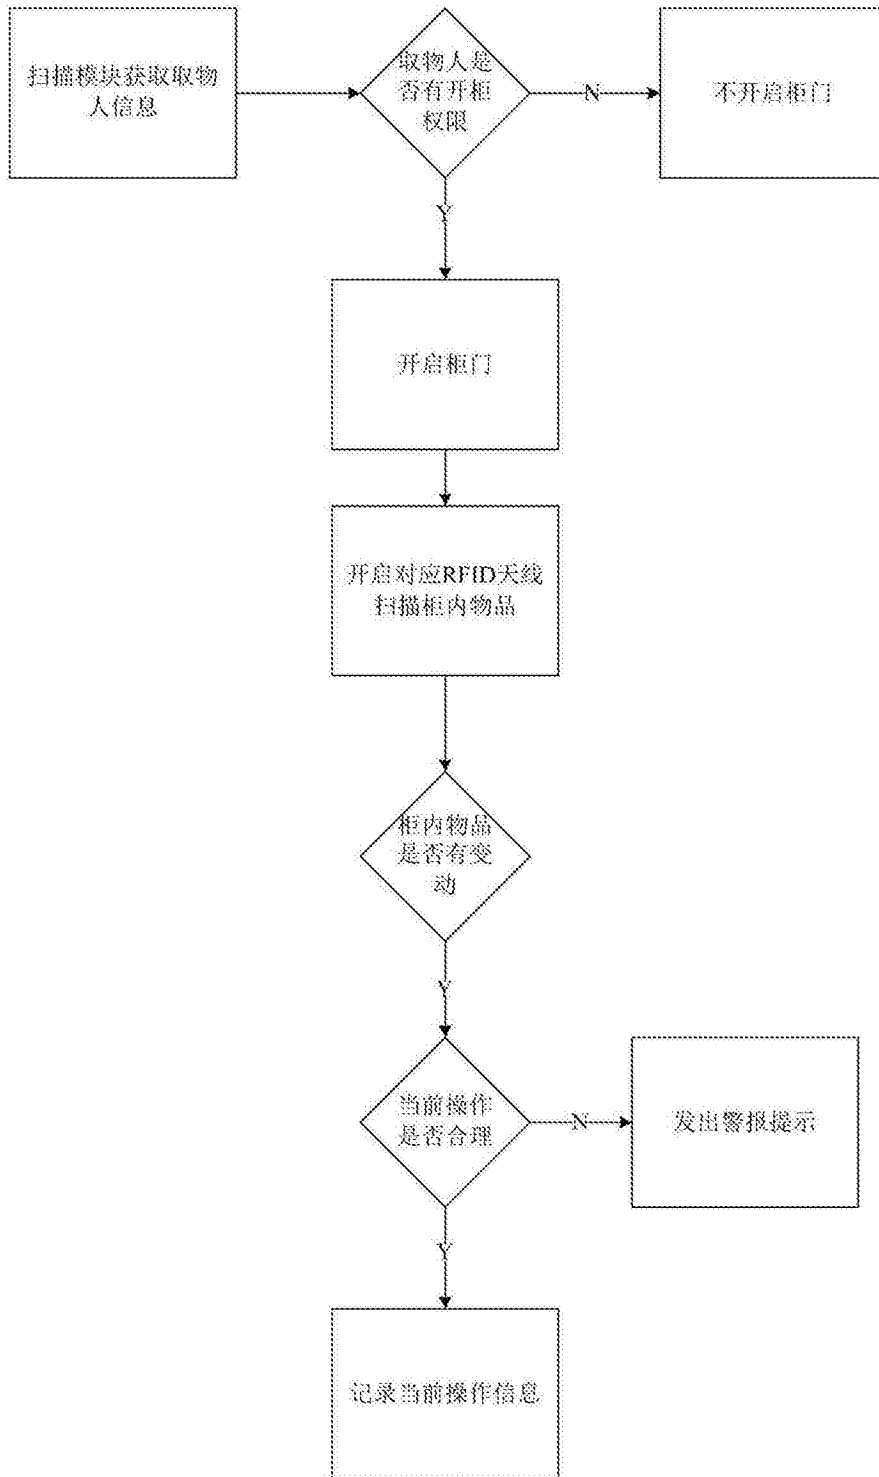 扫描模块获取取物
人信息
取物人是
否有开柜
权限
N
不开启柜门
Y
开启柜门
开启对应RFID天线
扫描柜内物品
柜内物品
是否有变
动
Y
当前操作
是否合理
N
发出警报提示
Y
记录当前操作信息